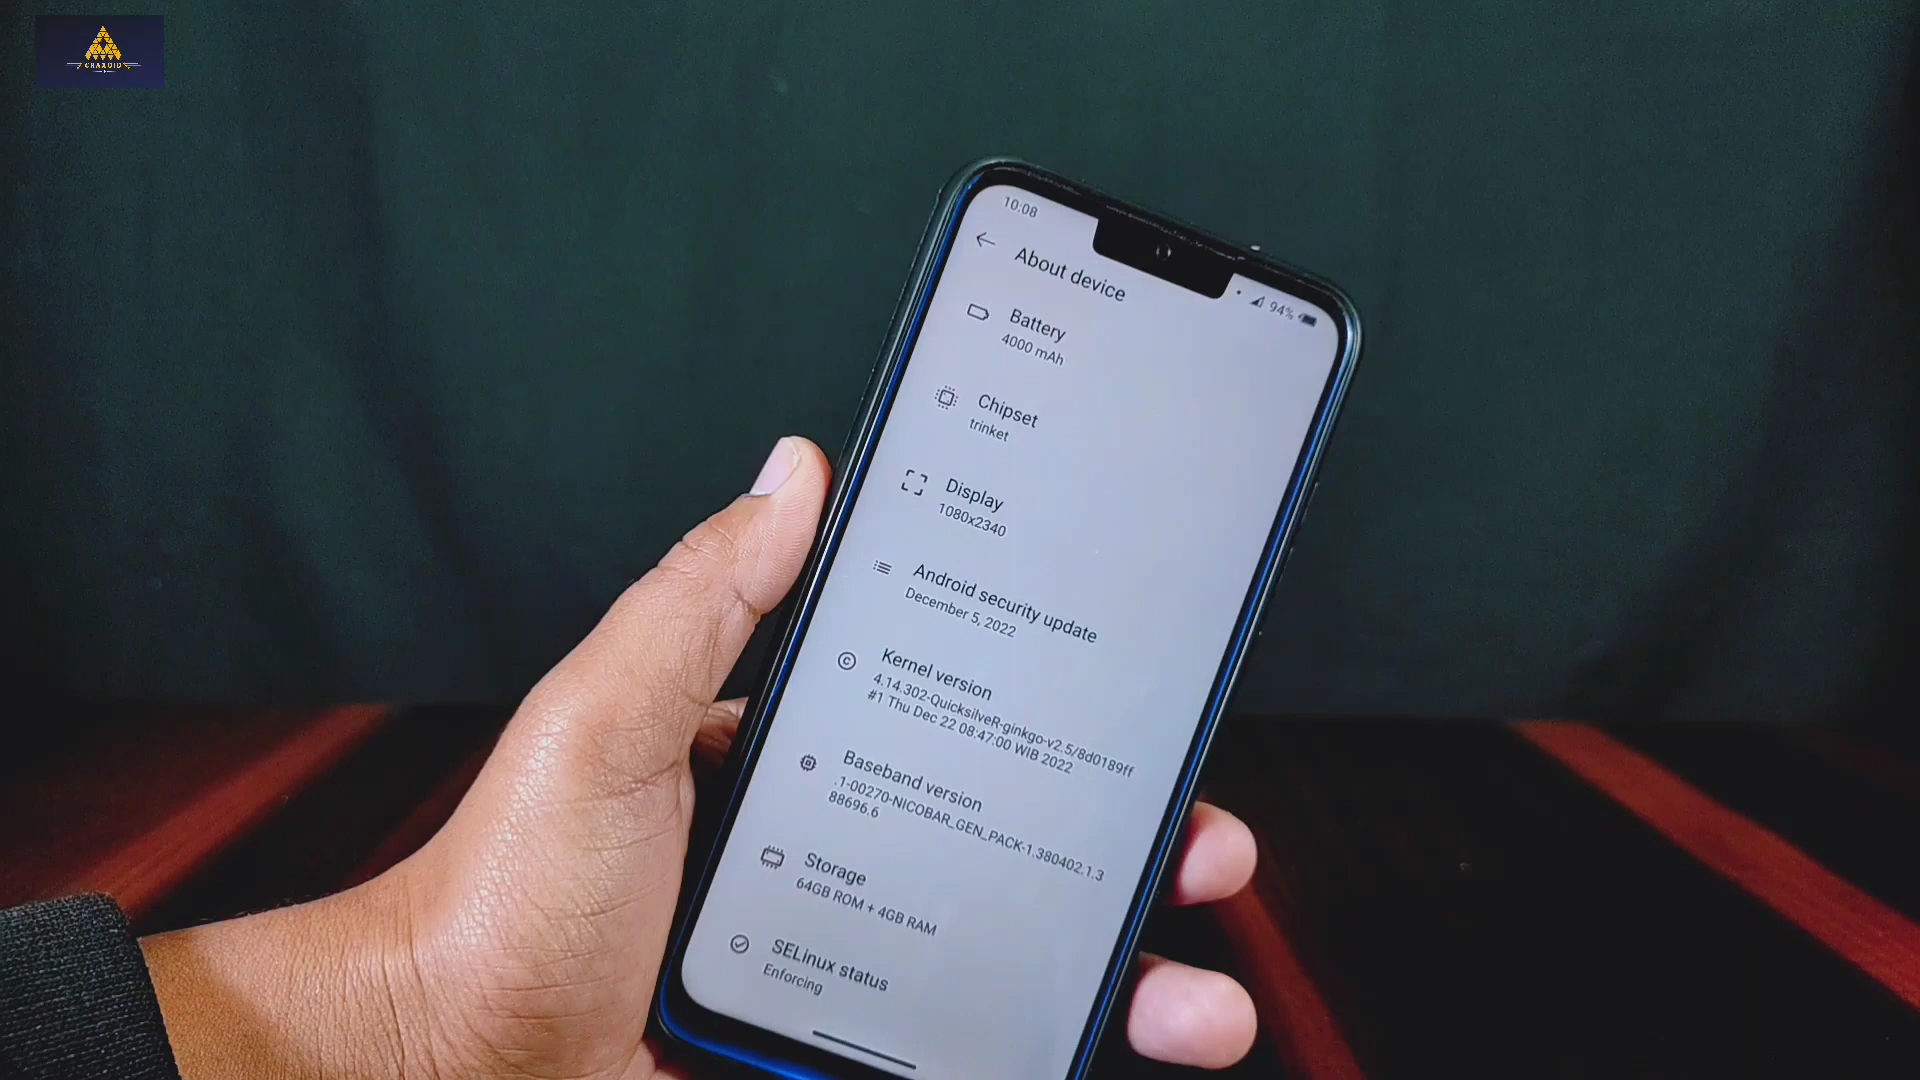 CRAXOID
10:08
94%
About device
Battery
4000 mAh
Chipset
trinket
Display
1080x2340
Android security update
December 5, 2022
Kernel version
4.14.302-QuicksilveR-ginkgo-v2.5/8d0189ff
#1 Thu Dec 22 08:47:00 WIB 2022
Baseband version
.1-00270-NICOBAR_GEN_PACK-1.380402.1.3
88696.6
Storage
64GB ROM + 4GB RAM
SELinux status
Enforcing